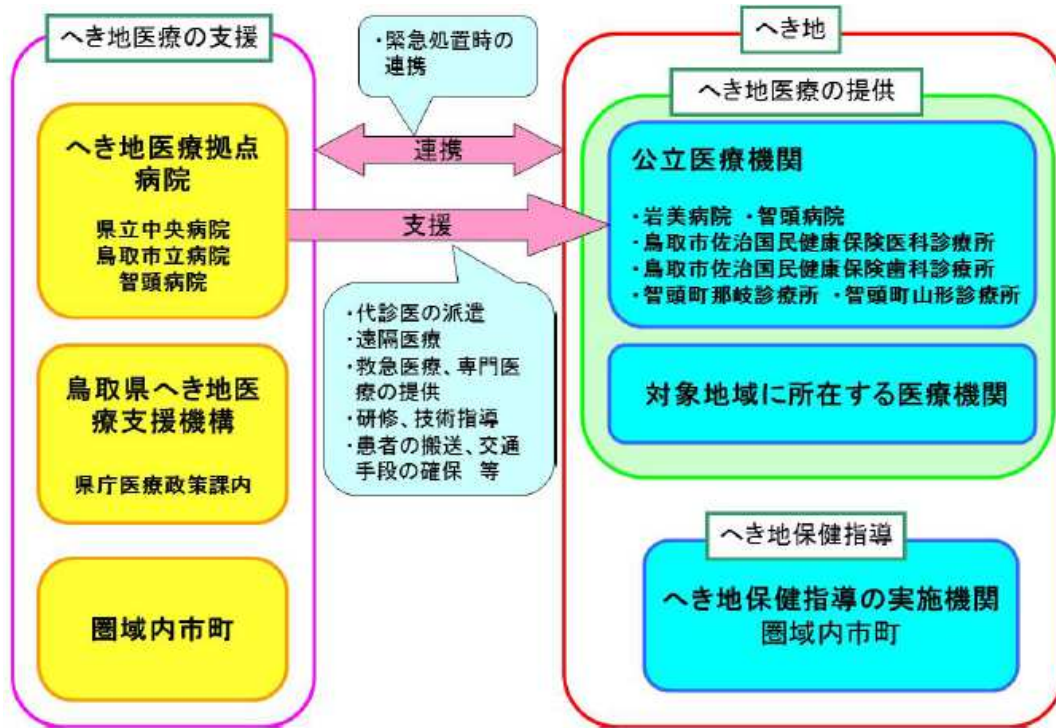 へき地医療の支援
へき地医療拠点
病院
県立中央病院
鳥取市立病院
智頭病院
鳥取県へき地医
療支援機構
県庁医療政策課内
圏域内市町
・緊急処置時の
連携
連携
支援
・代診医の派遣
・遠隔医療
・救急医療、専門医
療の提供
・研修、技術指導
・患者の搬送、交通
手段の確保 等
へき地
へき地医療の提供
公立医療機関
・岩美病院 ・智頭病院
・鳥取市佐治国民健康保険医科診療所
・鳥取市佐治国民健康保険歯科診療所
・智頭町那岐診療所 ・智頭町山形診療所
対象地域に所在する医療機関
へき地保健指導
へき地保健指導の実施機関
圏域内市町